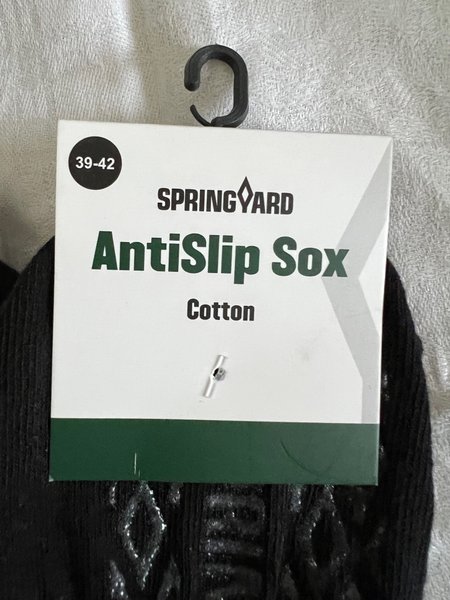 39-42
SPRINGYARD
AntiSlip Sox
Cotton